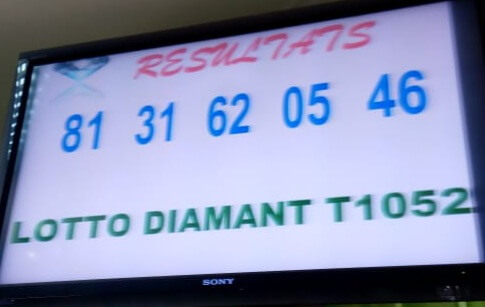 RESULTATS
81 31 62 05 46
LOTTO DIAMANT T1052
SONY